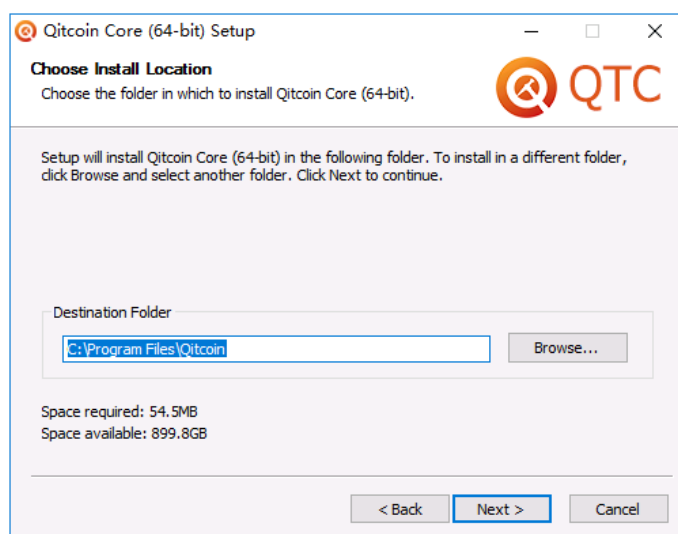 Qitcoin Core (64-bit) Setup
Choose Install Location
Choose the folder in which to install Qitcoin Core (64-bit).
QTC
Setup will install Qitcoin Core (64-bit) in the following folder. To install in a different folder,
click Browse and select another folder. Click Next to continue.
Destination Folder
C:\Program Files\Qitcoin
Browse...
Space required: 54.5MB
Space available: 899.8GB
< Back
Next >
Cancel